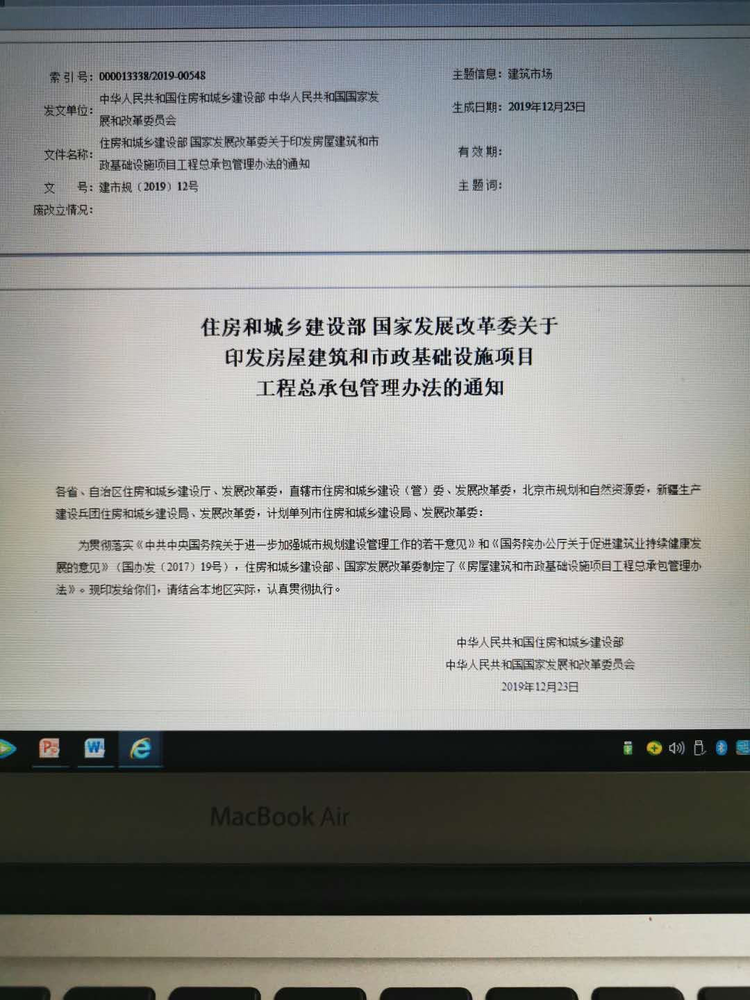 索 引 号：000013338/2019-00548
主题信息：建筑市场
发文单位：中华人民共和国住房和城乡建设部 中华人民共和国国家发
展和改革委员会
生成日期：2019年12月23日
文件名称：住房和城乡建设部 国家发展改革委关于印发房屋建筑和市
政基础设施项目工程总承包管理办法的通知
有 效 期：
文　　号：建市规〔2019〕12号
主 题 词：
废改立情况：
住房和城乡建设部 国家发展改革委关于
印发房屋建筑和市政基础设施项目
工程总承包管理办法的通知
各省、自治区住房和城乡建设厅、发展改革委，直辖市住房和城乡建设（管）委、发展改革委，北京市规划和自然资源委，新疆生产
建设兵团住房和城乡建设局、发展改革委，计划单列市住房和城乡建设局、发展改革委：
为贯彻落实《中共中央国务院关于进一步加强城市规划建设管理工作的若干意见》和《国务院办公厅关于促进建筑业持续健康发
展的意见》（国办发〔2017〕19号），住房和城乡建设部、国家发展改革委制定了《房屋建筑和市政基础设施项目工程总承包管理办
法》。现印发给你们，请结合本地区实际，认真贯彻执行。
中华人民共和国住房和城乡建设部
中华人民共和国国家发展和改革委员会
2019年12月23日
MacBook Air